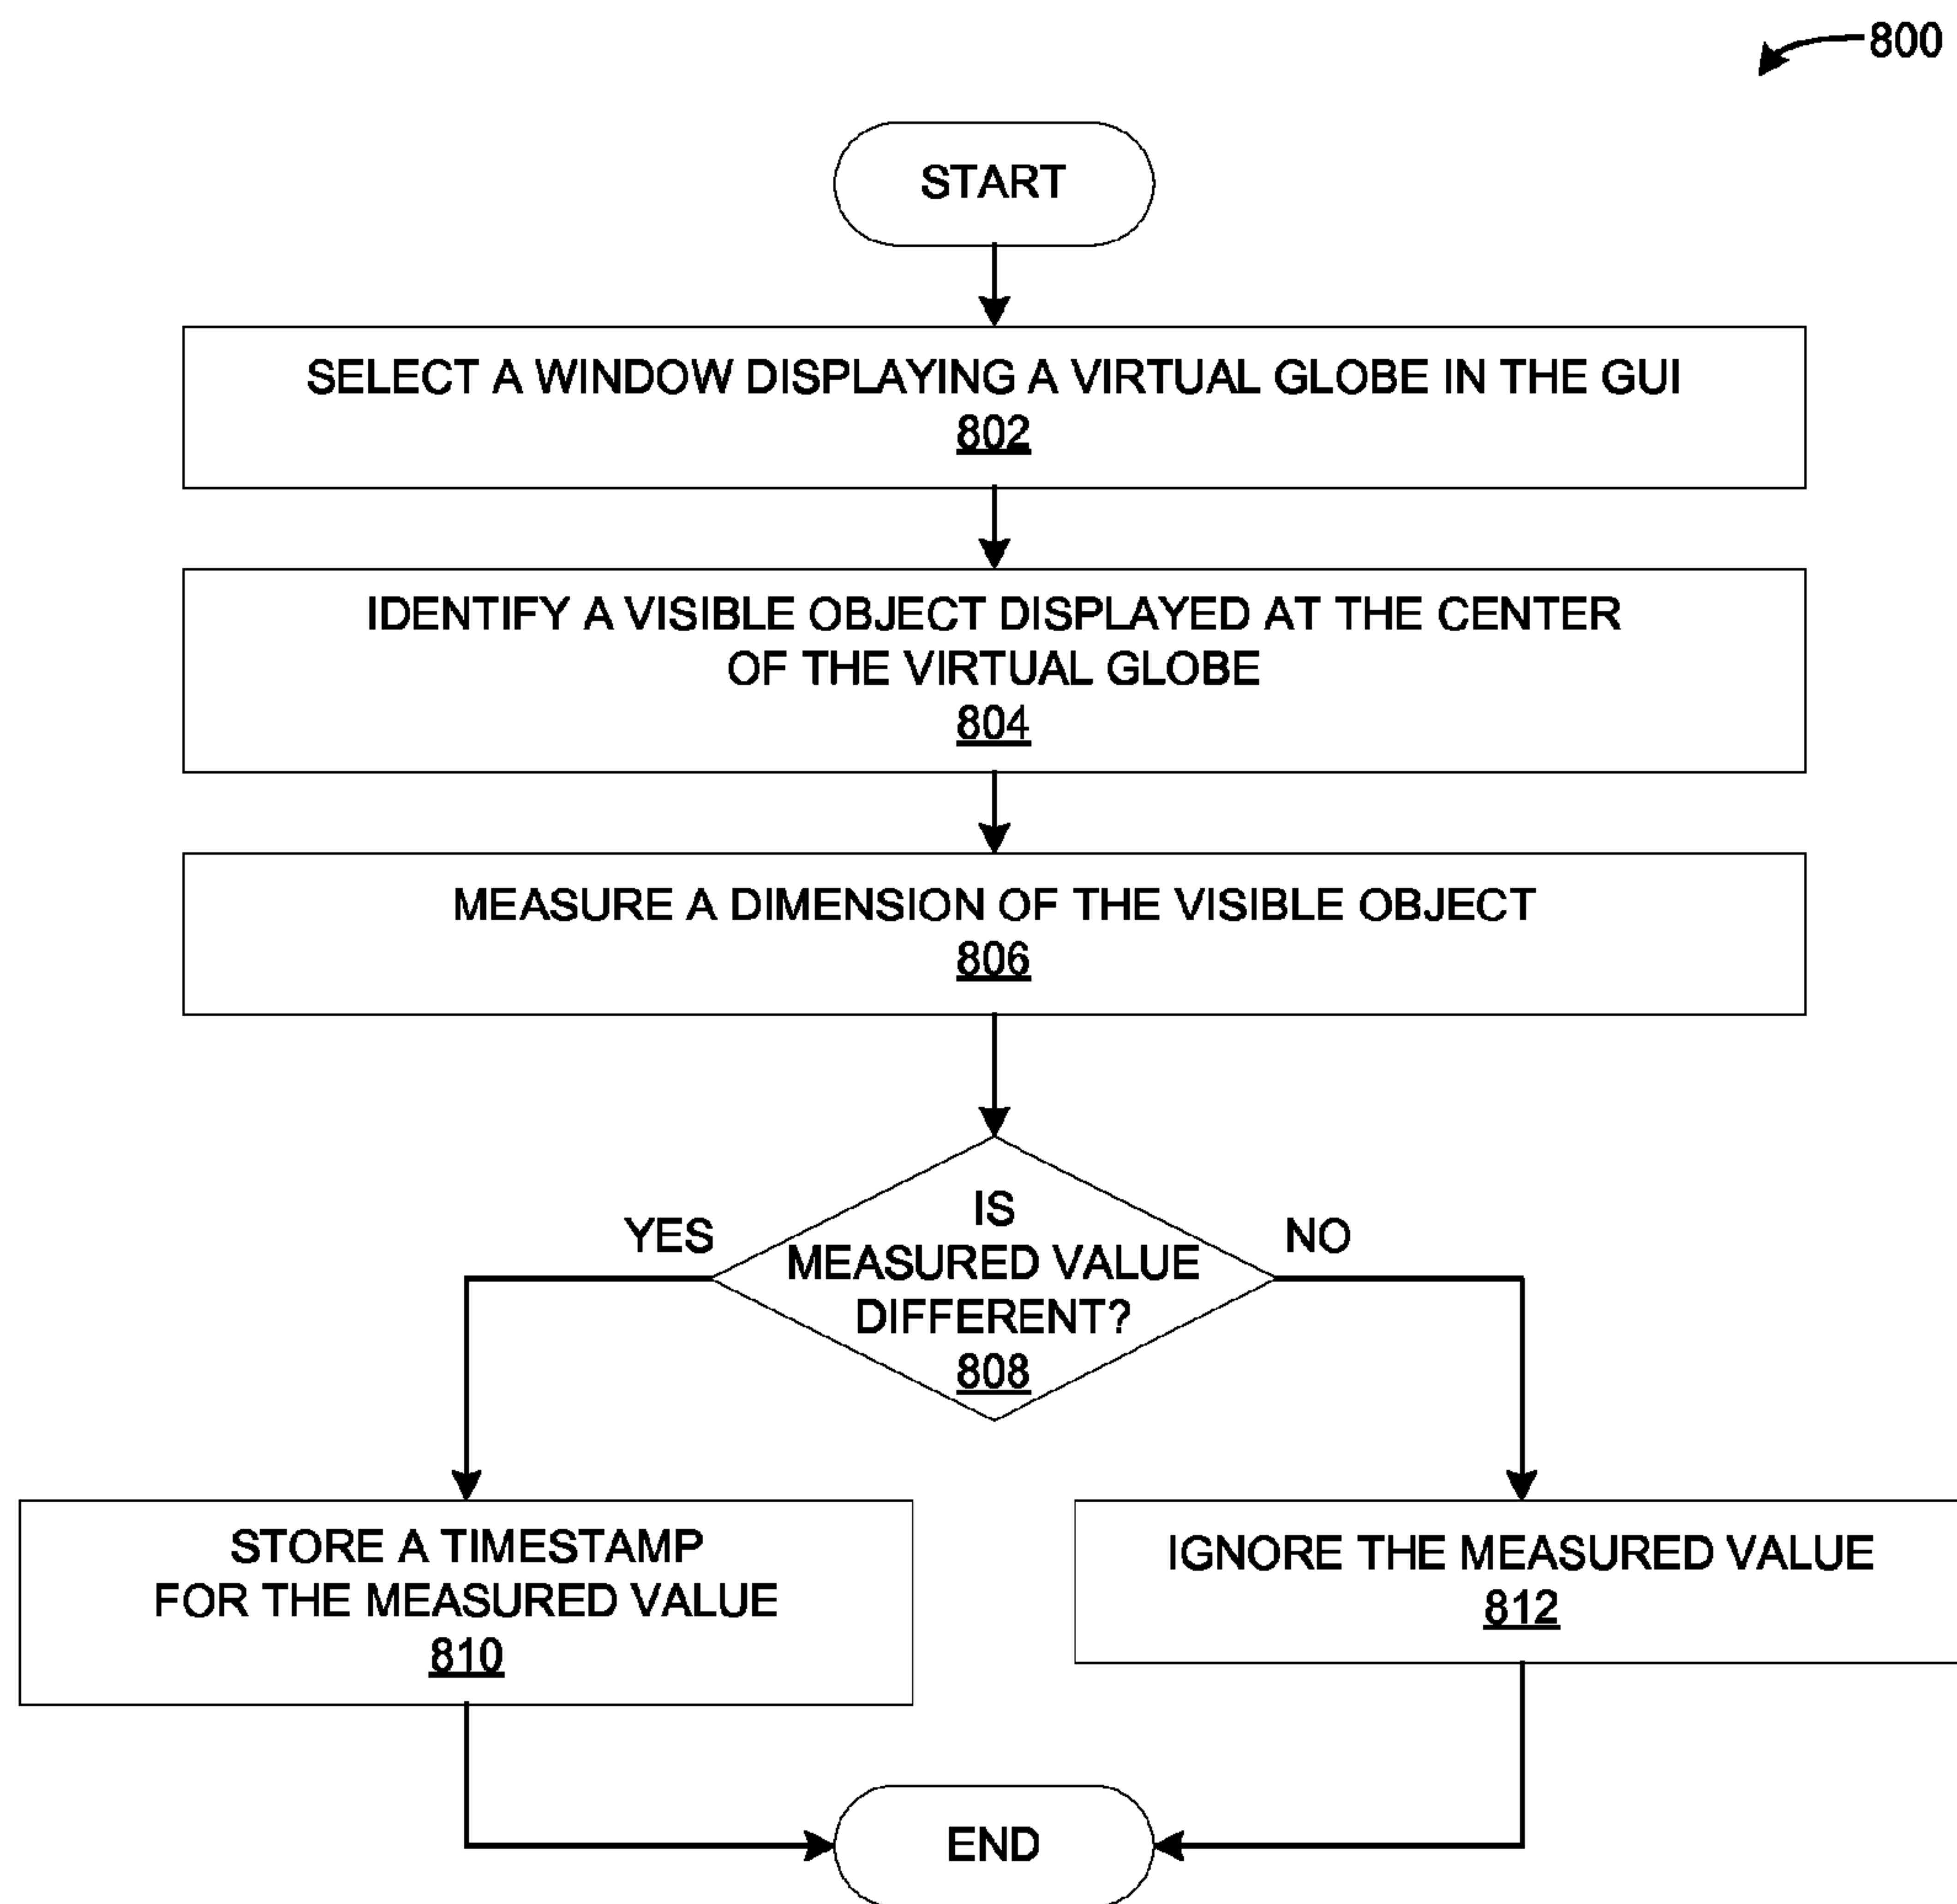 800
START
SELECT A WINDOW DISPLAYING A VIRTUAL GLOBE IN THE GUI
802
IDENTIFY A VISIBLE OBJECT DISPLAYED AT THE CENTER
OF THE VIRTUAL GLOBE
804
MEASURE A DIMENSION OF THE VISIBLE OBJECT
806
IS
MEASURED VALUE
DIFFERENT?
808
YES
NO
STORE A TIMESTAMP
FOR THE MEASURED VALUE
810
IGNORE THE MEASURED VALUE
812
END